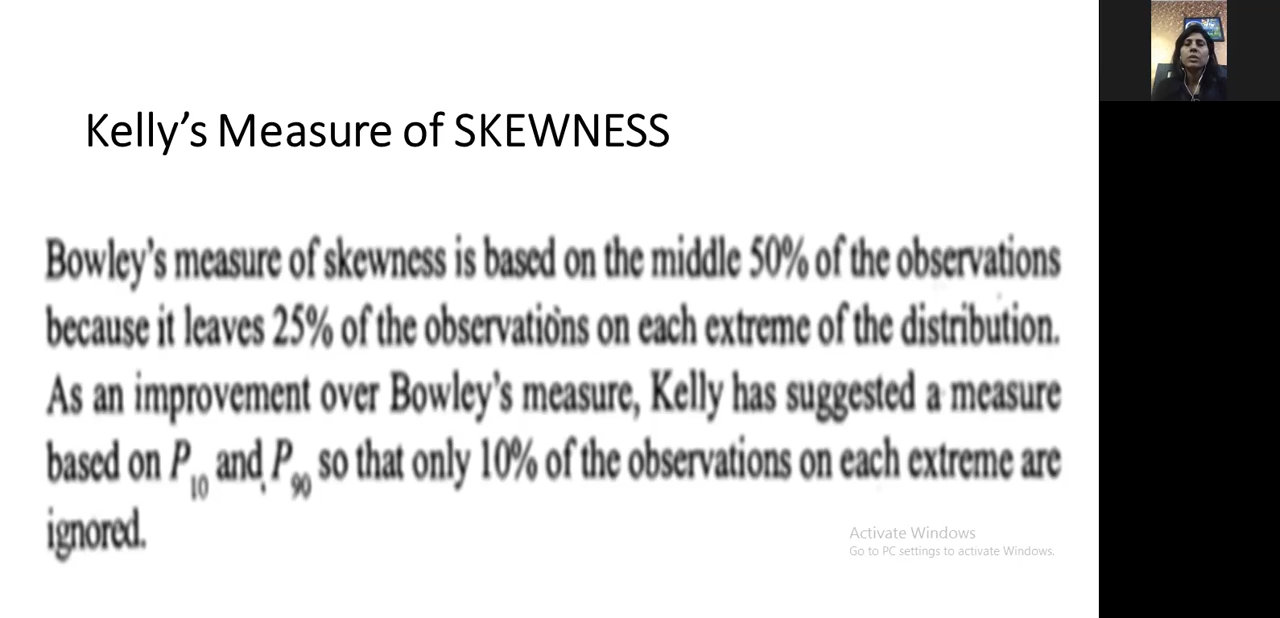 Kelly's Measure of SKEWNESS
Bowley's measure of skewness is based on the middle 50% of the observations
because it leaves 25% of the observations on each extreme of the distribution.
As an improvement over Bowley's measure, Kelly has suggested a measure
based on P10 and P90 so that only 10% of the observations on each extreme are
ignored.
Activate Windows
Go to PC settings to activate Windows.